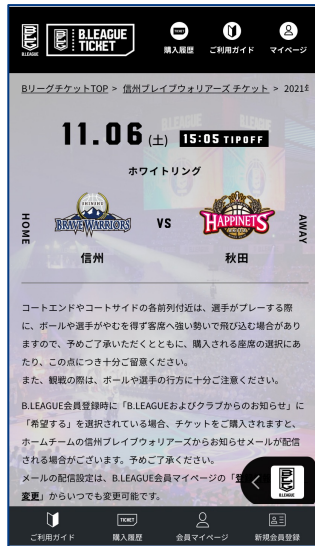 B.LEAGUE
B.LEAGUE
TICKET
TICKET
購入履歴
ご利用ガイド
マイページ
BリーグチケットTOP > 信州ブレイブウォリアーズ チケット > 2021
11.06 (土) 15:05 TIPOFF
ホワイトリング
HOME
SHINSHU
BRAVE WARRIORS
信州
VS
HAPPINETS
秋田
AWAY
コートエンドやコートサイドの各前列付近は、選手がプレーする際
に、ボールや選手がやむを得ず客席へ強い勢いで飛び込む場合があり
ますので、予めご了承いただくとともに、購入される座席の選択にあ
たり、この点につき十分ご留意ください。
また、観戦の際は、ボールや選手の行方に十分ご注意ください。
B.LEAGUE会員登録時に「B.LEAGUEおよびクラブからのお知らせ」に
「希望する」を選択されている場合、チケットをご購入されますと、
ホームチームの信州ブレイブウォリアーズからお知らせメールが配信
される場合がございます。予めご了承ください。
メールの配信設定は、B.LEAGUE会員マイページの「
変更」からいつでも変更可能です。
B.LEAGUE
ご利用ガイド
TICKET
購入履歴
会員マイページ
新規会員登録